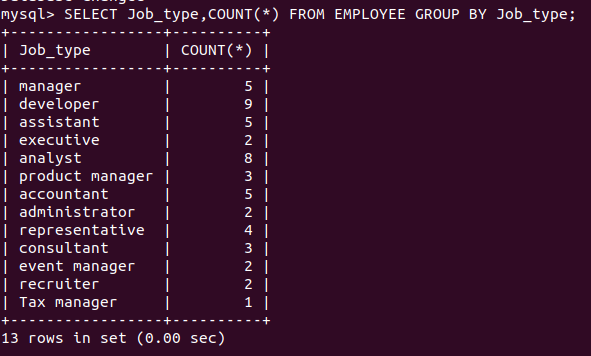 mysql> SELECT Job_type,COUNT(*) FROM EMPLOYEE GROUP BY Job_type;
+-----------------+----------+
| Job_type        | COUNT(*) |
+-----------------+----------+
| manager         |        5 |
| developer       |        9 |
| assistant       |        5 |
| executive       |        2 |
| analyst         |        8 |
| product manager |        3 |
| accountant      |        5 |
| administrator   |        2 |
| representative  |        4 |
| consultant      |        3 |
| event manager   |        2 |
| recruiter       |        2 |
| Tax manager     |        1 |
+-----------------+----------+
13 rows in set (0.00 sec)